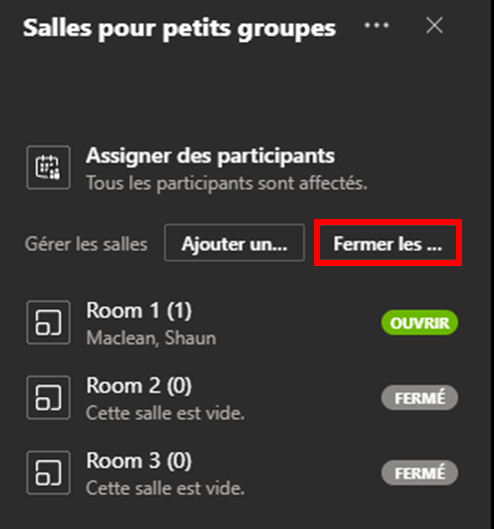 Salles pour petits groupes ...
Assigner des participants
Tous les participants sont affectés.
Gérer les salles Ajouter un... Fermer les ...
Room 1 (1)
OUVRIR
Maclean, Shaun
Room 2 (0)
FERMÉ
Cette salle est vide.
Room 3 (0)
FERMÉ
Cette salle est vide.